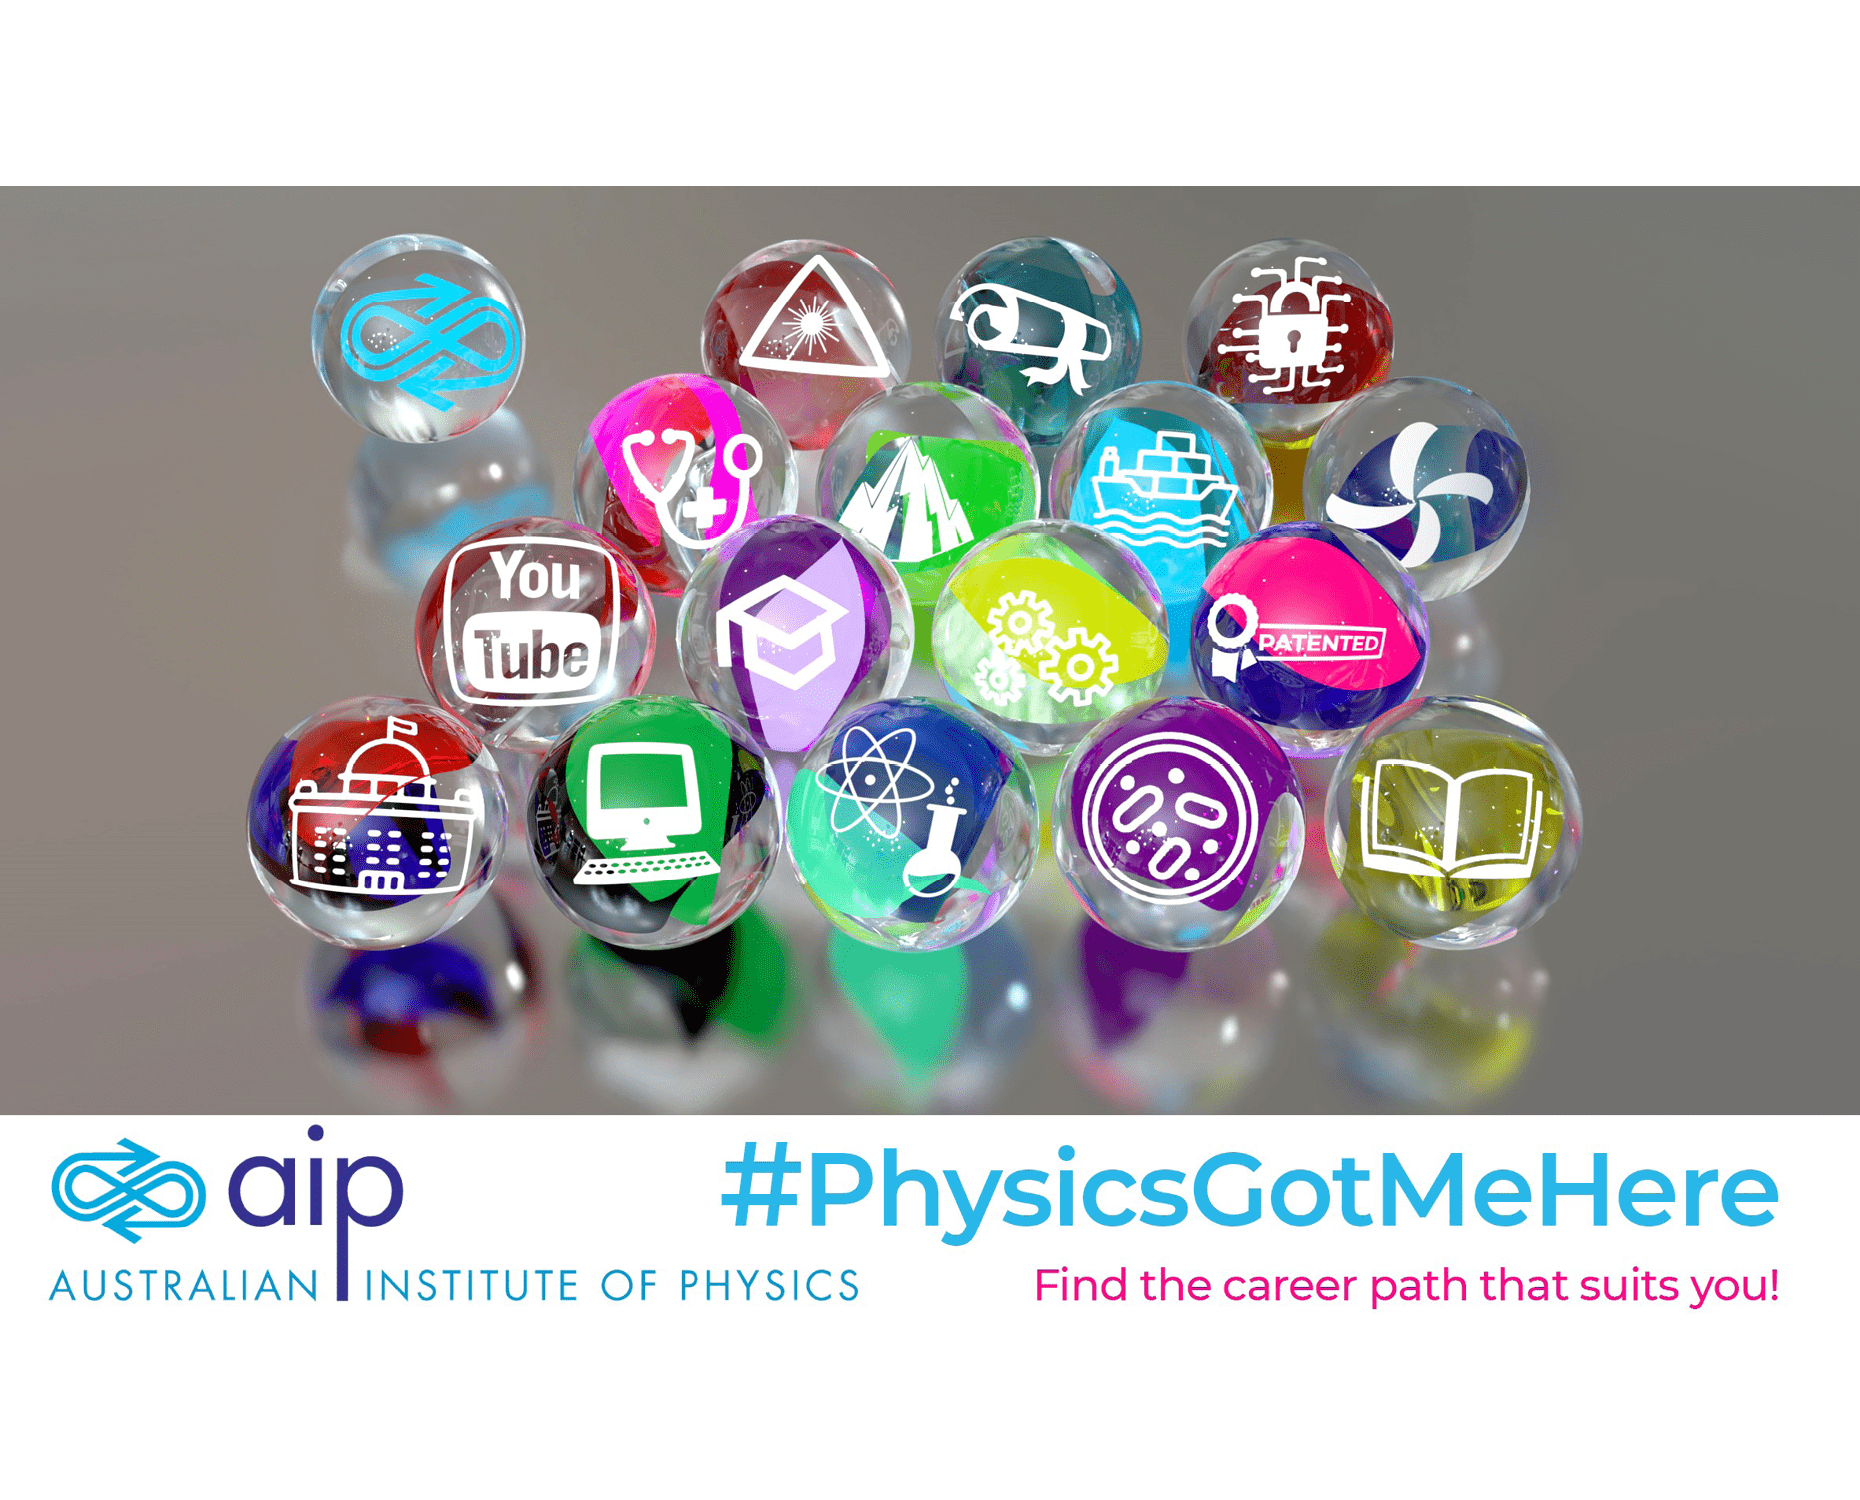 You
Tube
PATENTED
aip
AUSTRALIAN INSTITUTE OF PHYSICS
#PhysicsGotMeHere
Find the career path that suits you!